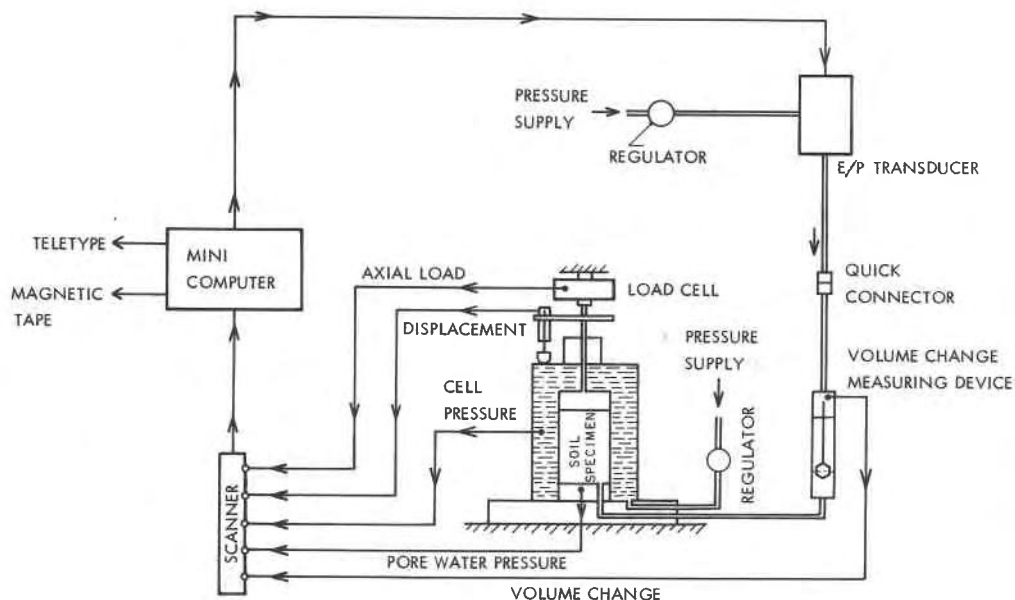 PRESSURE
SUPPLY
REGULATOR
E/P TRANSDUCER
TELETYPE
MINI
COMPUTER
MAGNETIC
TAPE
AXIAL LOAD
LOAD CELL
QUICK
CONNECTOR
DISPLACEMENT
PRESSURE
SUPPLY
VOLUME CHANGE
MEASURING DEVICE
CELL
PRESSURE
SOIL
SPECIMEN
REGULATOR
SCANNER
PORE WATER PRESSURE
VOLUME CHANGE